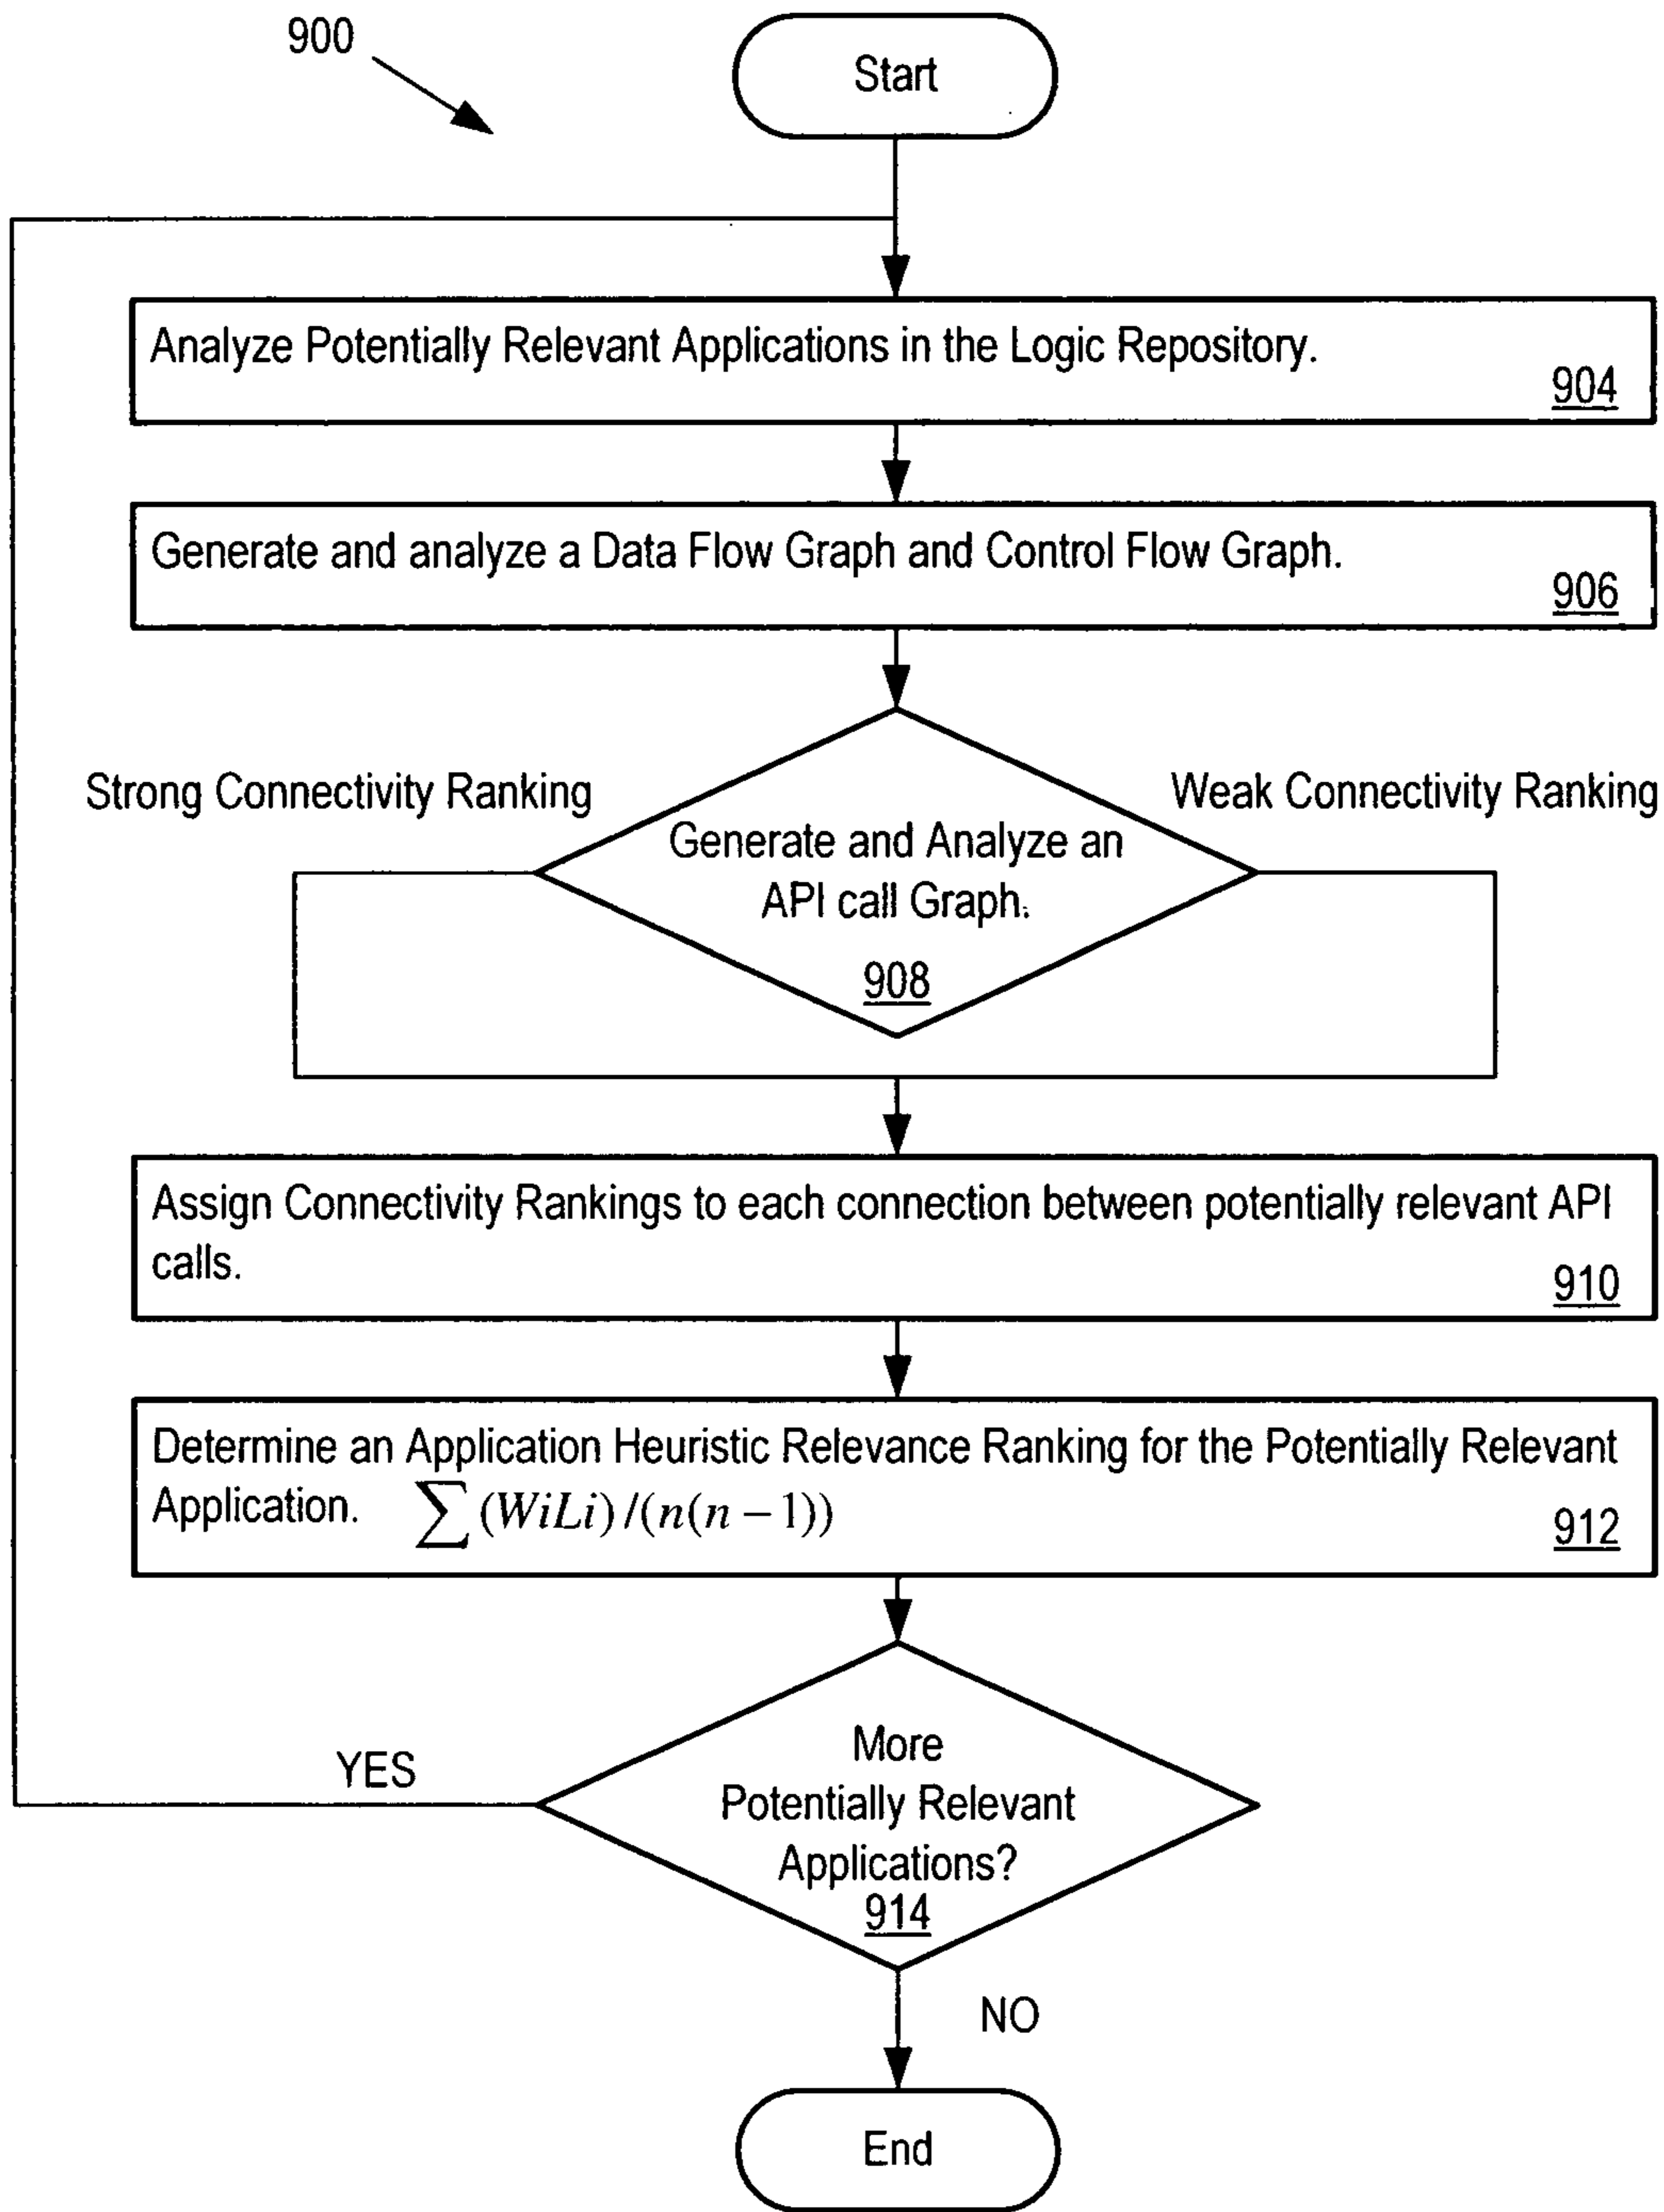 900
Start
Analyze Potentially Relevant Applications in the Logic Repository.
904
Generate and analyze a Data Flow Graph and Control Flow Graph.
906
Strong Connectivity Ranking
Weak Connectivity Ranking
Generate and Analyze an
API call Graph.
908
Assign Connectivity Rankings to each connection between potentially relevant API
calls.
910
Determine an Application Heuristic Relevance Ranking for the Potentially Relevant
Application. ∑(WiLi)/(n(n−1))
912
More
Potentially Relevant
Applications?
914
YES
NO
End